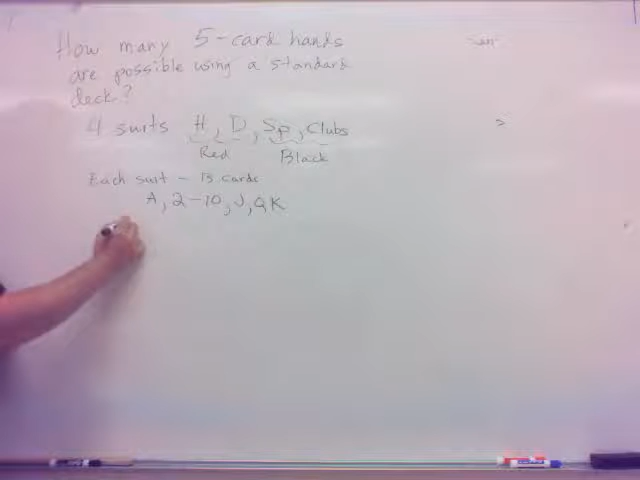 How many 5-card hands
are possible using a standard
deck?
4 suits H, D, Sp, Clubs
Red Black
Each suit - 13 cards
A, 2-10, J, Q K